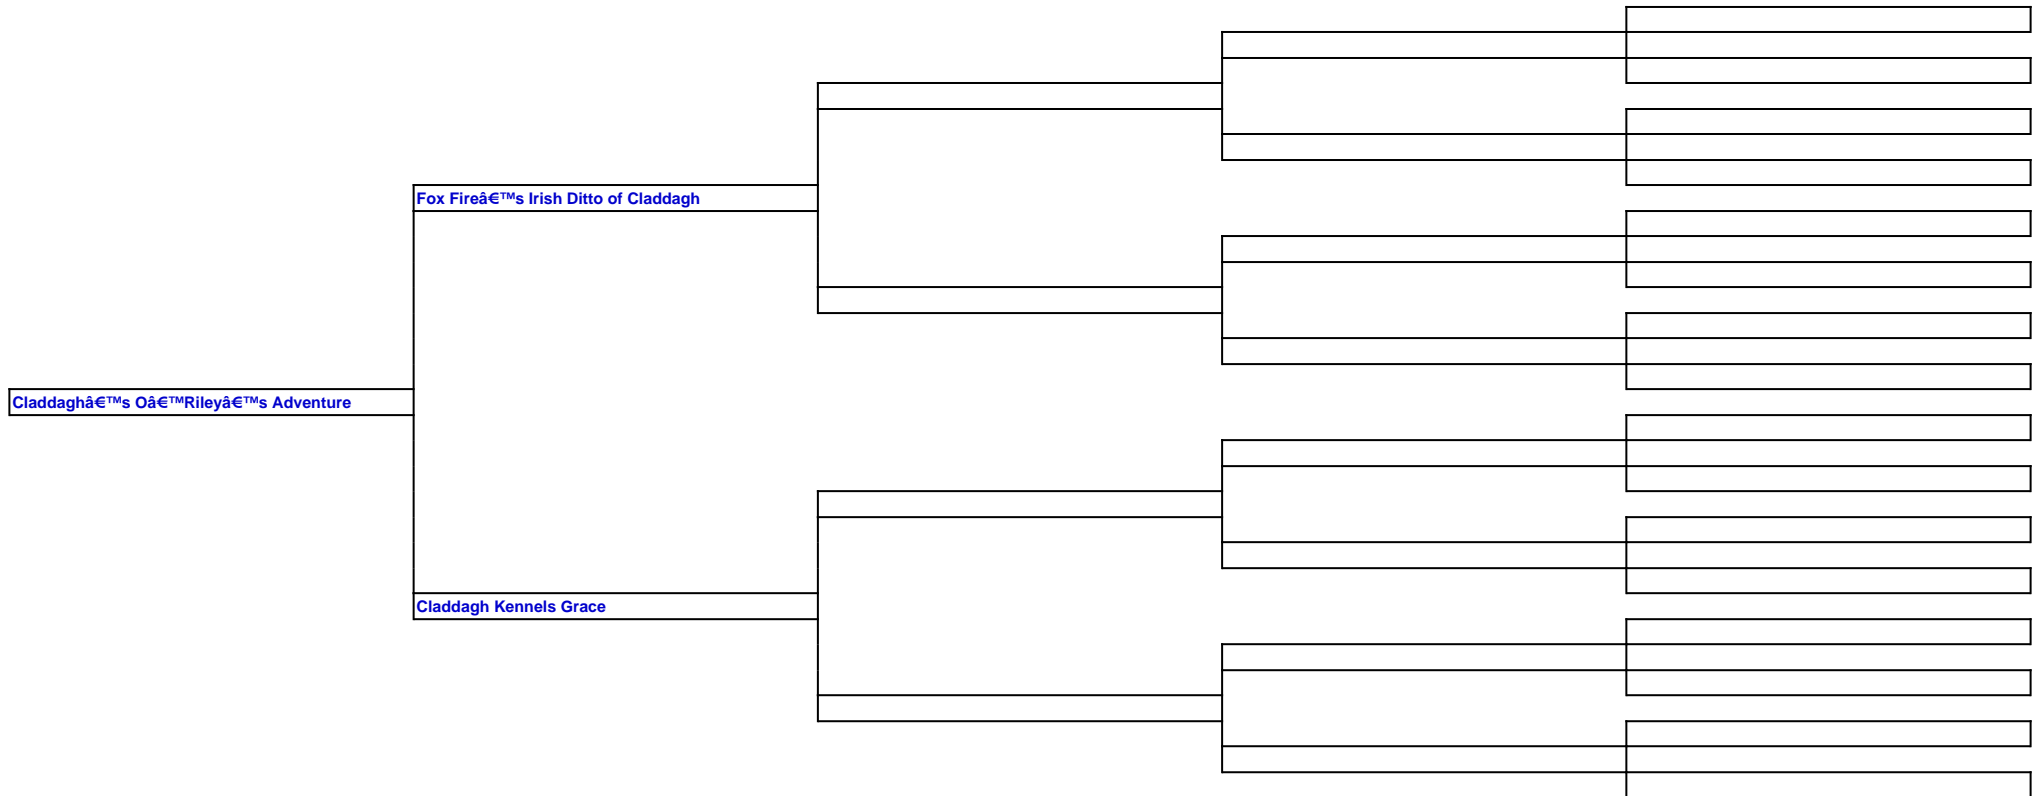 Fox Fireâ€™s Irish Ditto of Claddagh
Claddaghâ€™s Oâ€™Rileyâ€™s Adventure
Claddagh Kennels Grace